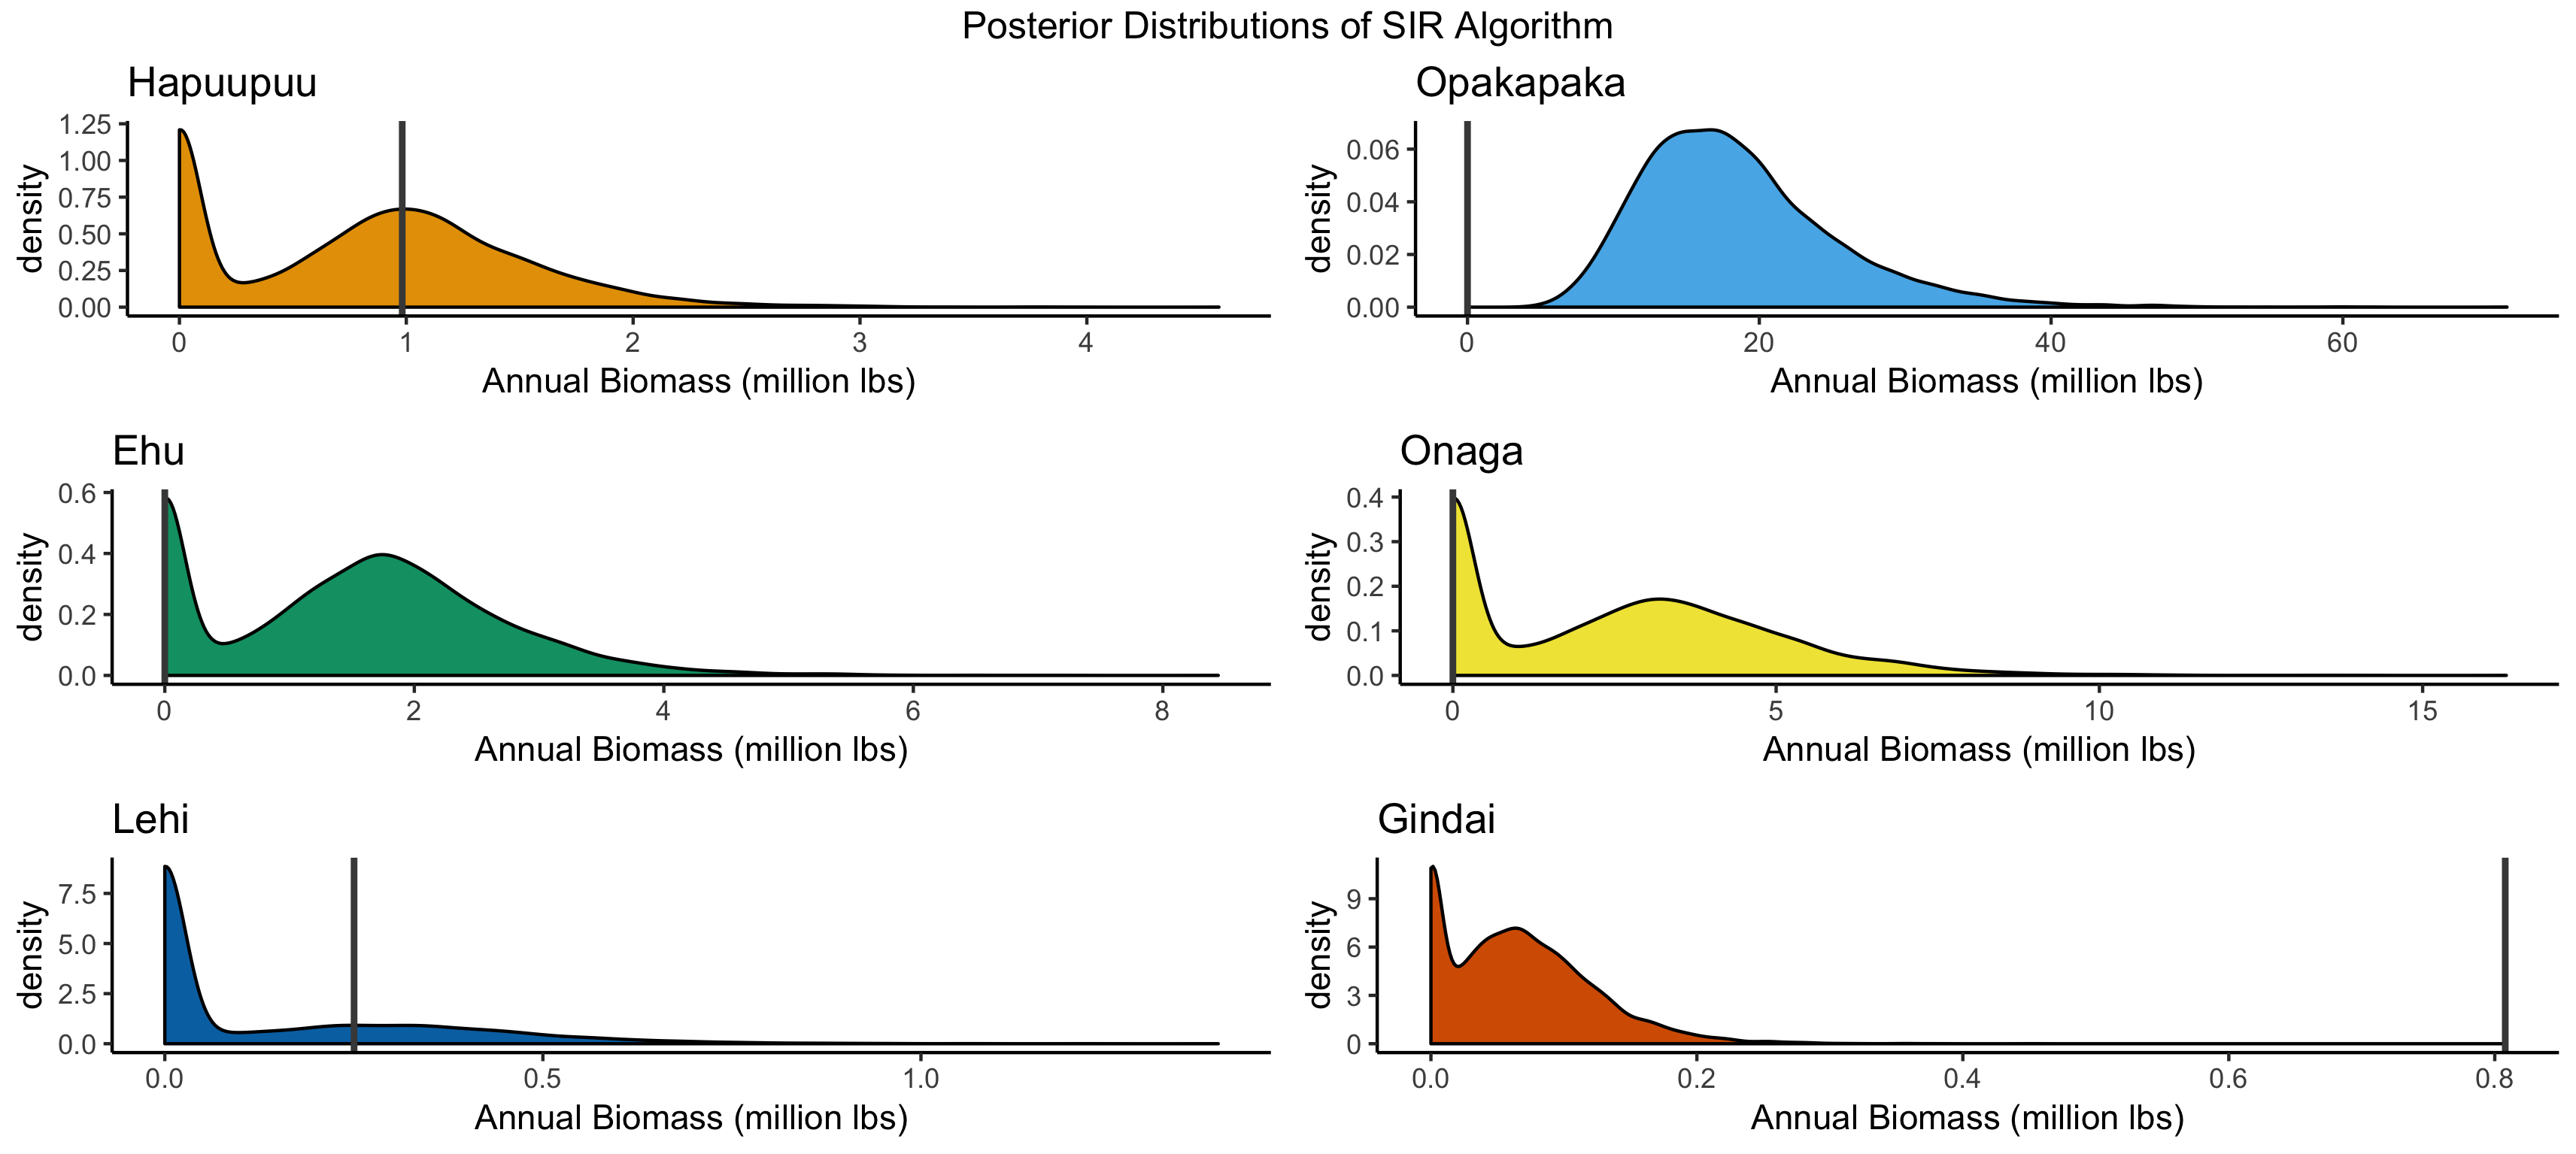 Posterior Distributions of SIR Algorithm
Hapuupuu
1.25
1.00
0.75
0.50
0.25
0.00
density
0 1 2 3 4
Annual Biomass (million lbs)
Opakapaka
0.06
0.04
0.02
0.00
density
0 20 40 60
Annual Biomass (million lbs)
Ehu
0.6
0.4
0.2
0.0
density
0 2 4 6 8
Annual Biomass (million lbs)
Onaga
0.4
0.3
0.2
0.1
0.0
density
0 5 10 15
Annual Biomass (million lbs)
Lehi
7.5
5.0
2.5
0.0
density
0.0 0.5 1.0
Annual Biomass (million lbs)
Gindai
9
6
3
0
density
0.0 0.2 0.4 0.6 0.8
Annual Biomass (million lbs)